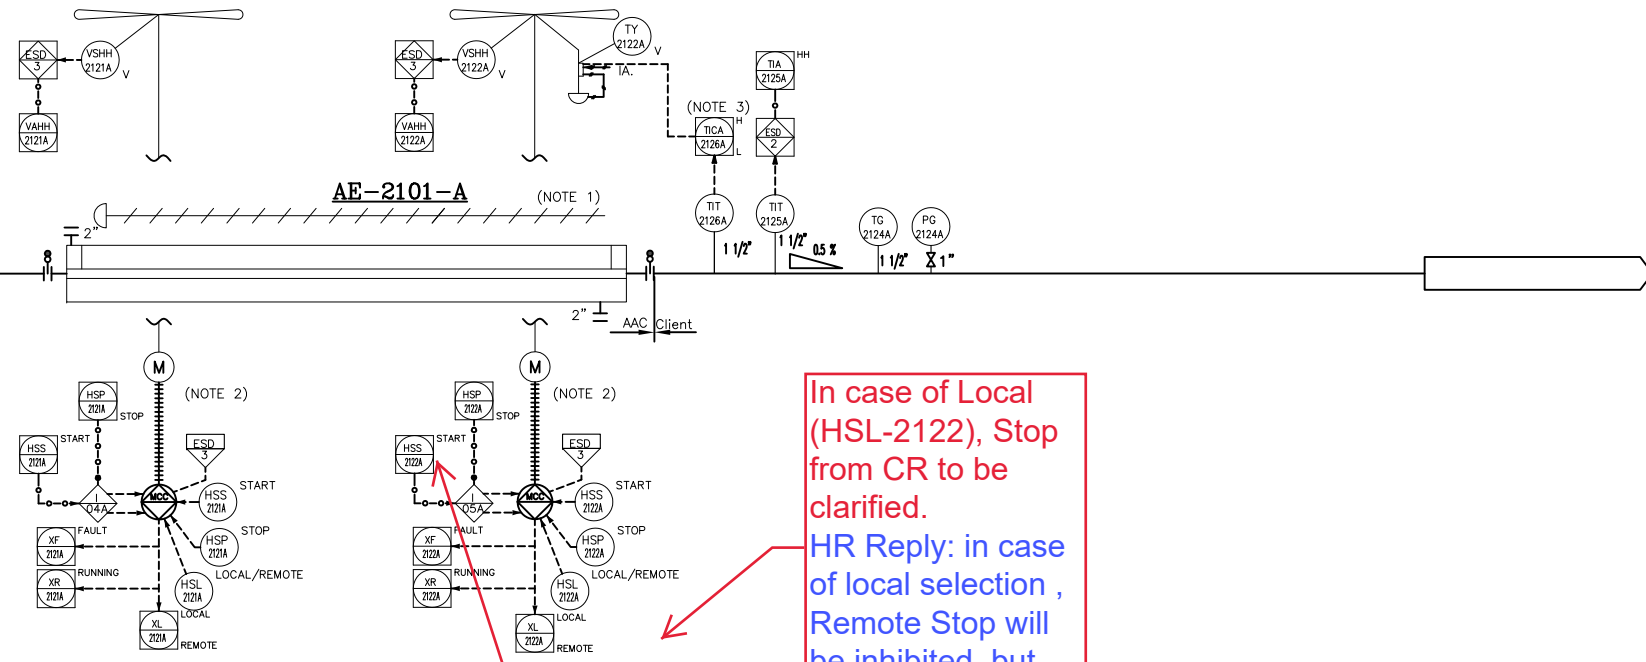 ESD
3
VSHH
2121A
V
VAHH
2121A
ESD
3
VSHH
2122A
V
VAHH
2122A
TY
2122A
V
IA.
TIA
2125A
HH
(NOTE 3)
TICA
2126A
H
L
ESD
2
AE-2101-A
(NOTE 1)
TIT
2126A
TIT
2125A
TG
2124A
PG
2124A
2"
1 1/2"
1 1/2"
0.5 %
1 1/2"
1"
2"
AAC
Client
M
(NOTE 2)
HSP
2121A
STOP
HSS
2121A
START
ESD
3
I
04A
MCC
HSS
2121A
START
HSP
2121A
STOP
XF
2121A
FAULT
XR
2121A
RUNNING
HSL
2121A
LOCAL/REMOTE
XL
2121A
LOCAL
REMOTE
M
(NOTE 2)
HSP
2122A
STOP
HSS
2122A
START
ESD
3
I
05A
MCC
HSS
2122A
START
HSP
2122A
STOP
XF
2122A
FAULT
XR
2122A
RUNNING
HSL
2122A
LOCAL/REMOTE
XL
2122A
LOCAL
REMOTE
In case of Local
(HSL-2122), Stop
from CR to be
clarified.
HR Reply: in case
of local selection ,
Remote Stop will
be inhibited, but